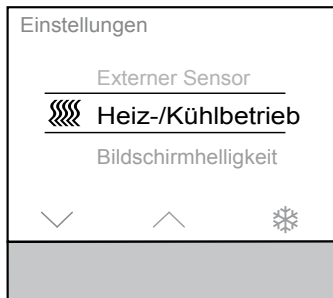 Einstellungen
Externer Sensor
Heiz-/Kühlbetrieb
Bildschirmhelligkeit